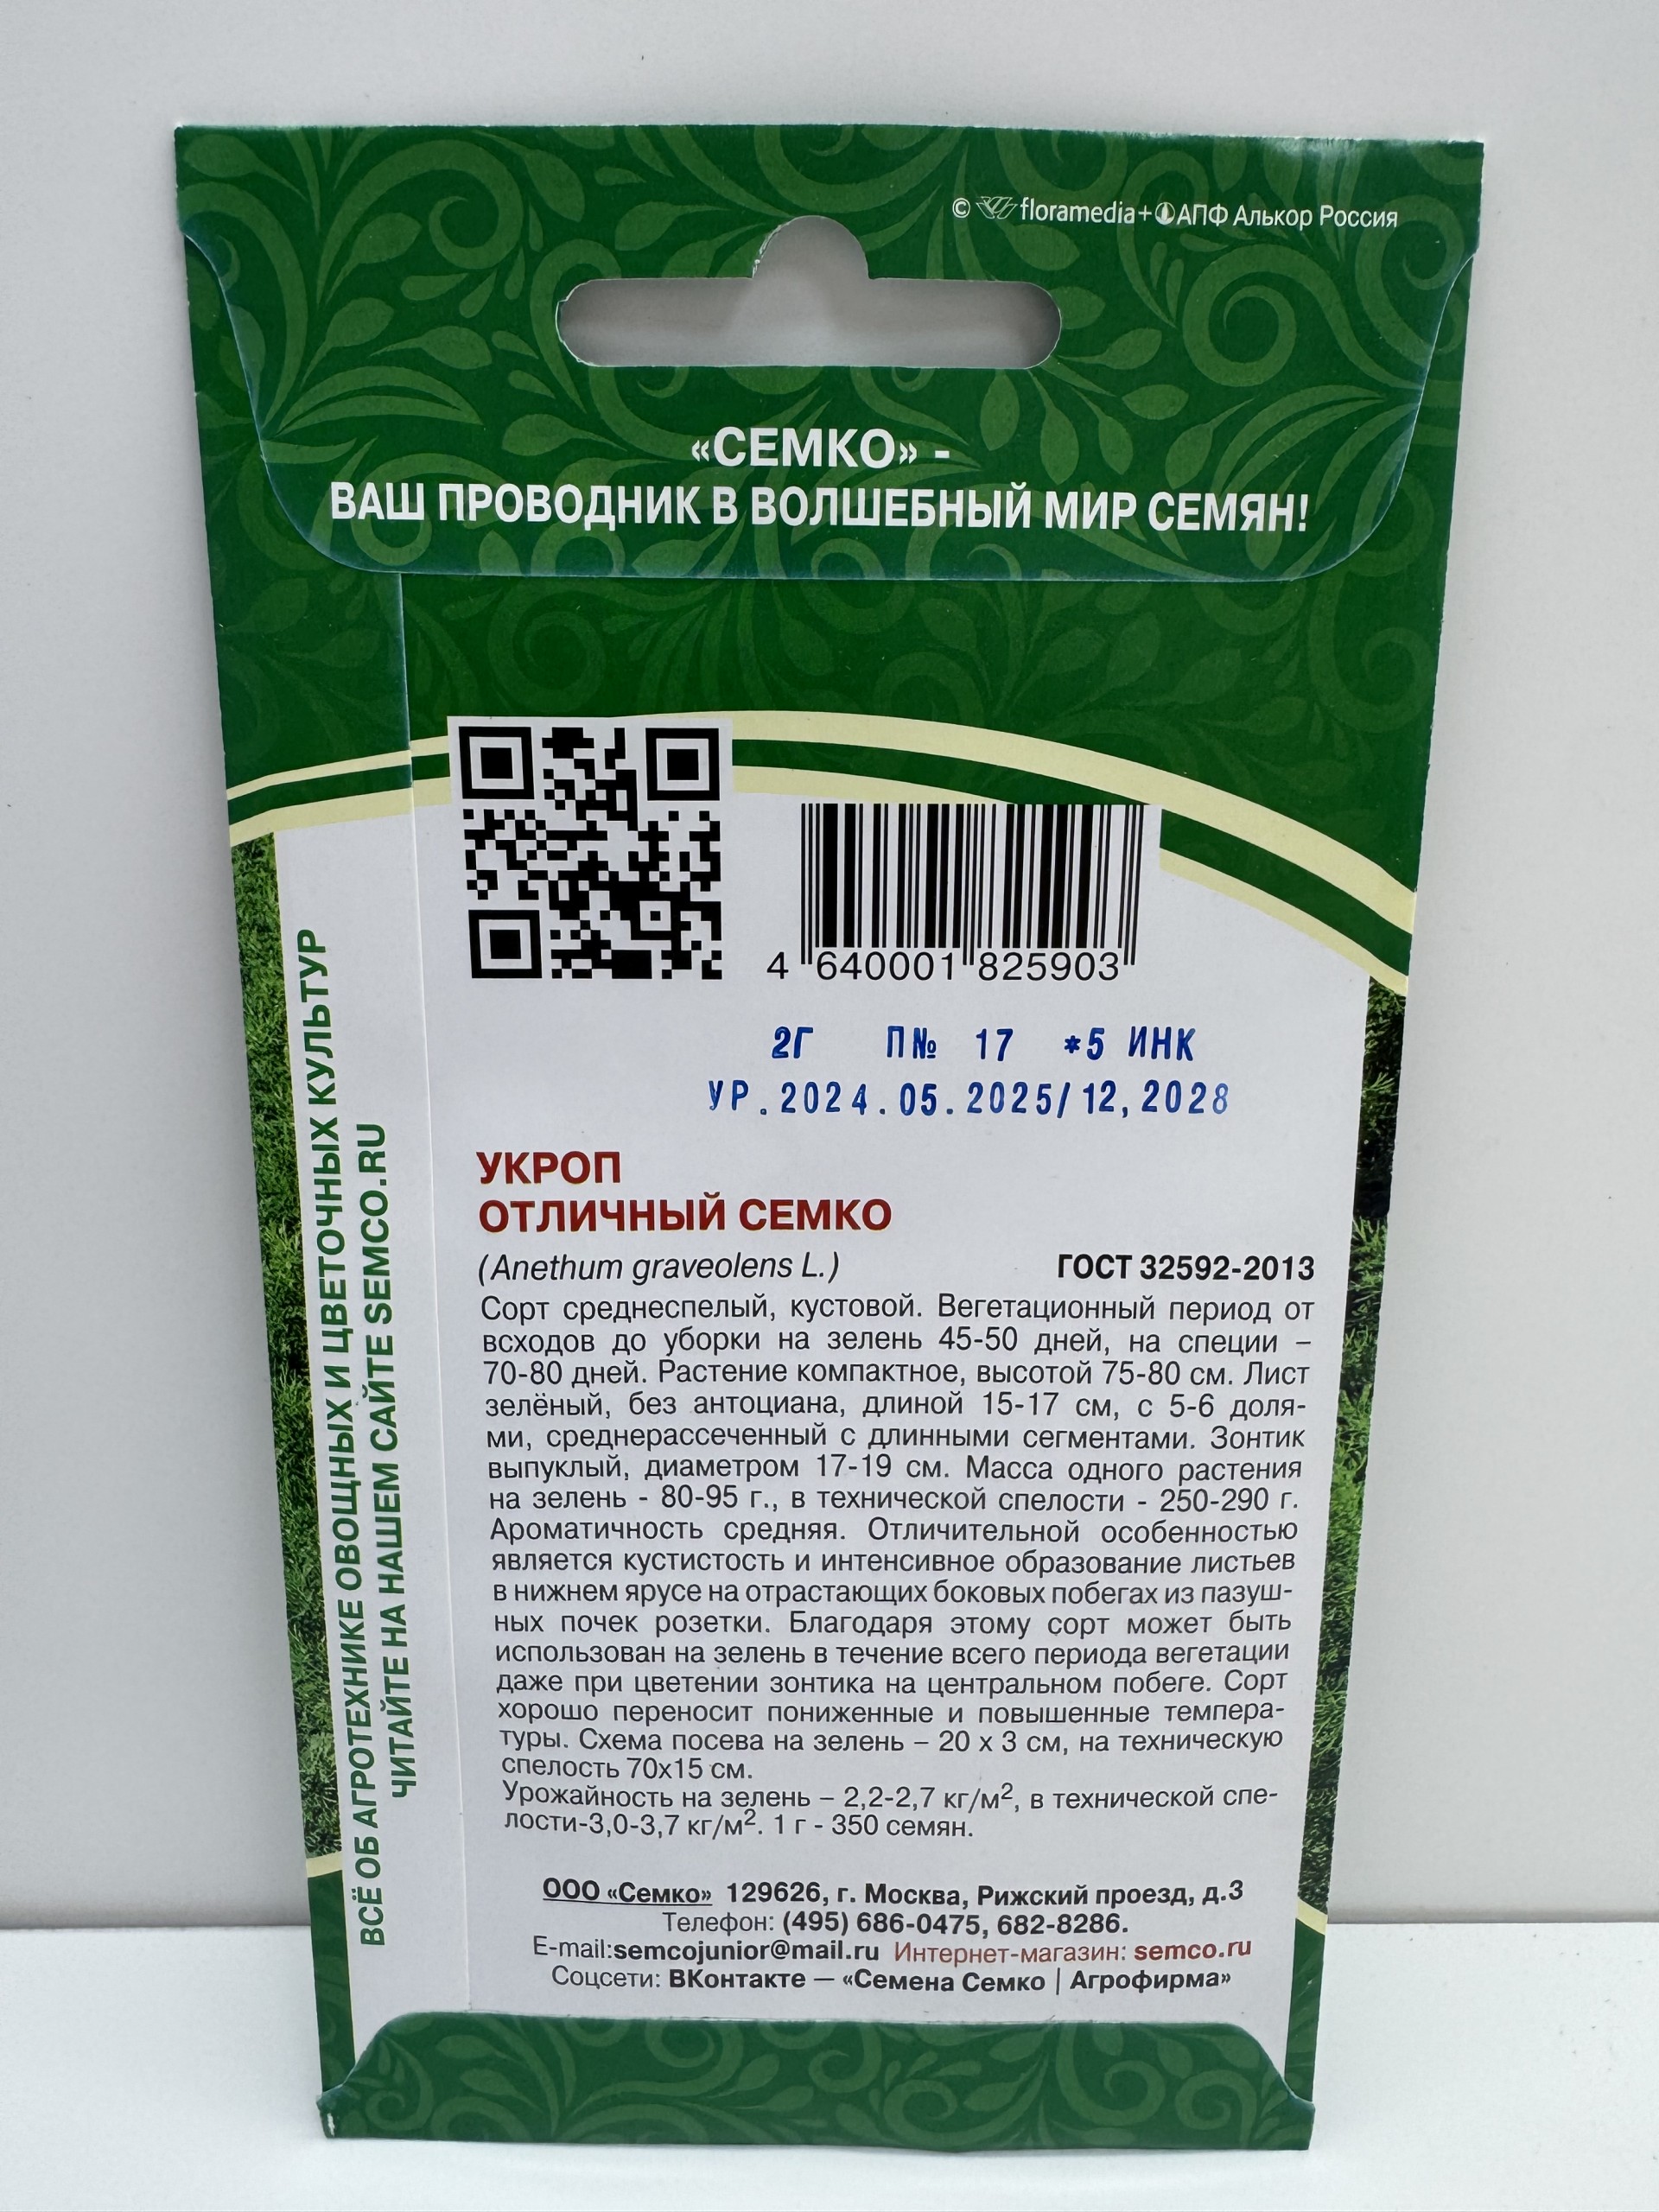 © floramedia+АПФ Алькор Россия
«СЕМКО» -
ВАШ ПРОВОДНИК В ВОЛШЕБНЫЙ МИР СЕМЯН!
4 640001 825903
2Г П№ 17 *5 ИНК
УР.2024.05.2025/12,2028
УКРОП
ОТЛИЧНЫЙ СЕМКО
(Anethum graveolens L.) ГОСТ 32592-2013
Сорт среднеспелый, кустовой. Вегетационный период от
всходов до уборки на зелень 45-50 дней, на специи –
70-80 дней. Растение компактное, высотой 75-80 см. Лист
зелёный, без антоциана, длиной 15-17 см, с 5-6 доля-
ми, среднерассеченный с длинными сегментами. Зонтик
выпуклый, диаметром 17-19 см. Масса одного растения
на зелень - 80-95 г., в технической спелости - 250-290 г.
Ароматичность средняя. Отличительной особенностью
является кустистость и интенсивное образование листьев
в нижнем ярусе на отрастающих боковых побегах из пазуш-
ных почек розетки. Благодаря этому сорт может быть
использован на зелень в течение всего периода вегетации
даже при цветении зонтика на центральном побеге. Сорт
хорошо переносит пониженные и повышенные темпера-
туры. Схема посева на зелень – 20 х 3 см, на техническую
спелость 70х15 см.
Урожайность на зелень – 2,2-2,7 кг/м², в технической спе-
лости-3,0-3,7 кг/м². 1 г - 350 семян.
ООО «Семко» 129626, г. Москва, Рижский проезд, д.3
Телефон: (495) 686-0475, 682-8286.
E-mail:semcojunior@mail.ru Интернет-магазин: semco.ru
Соцсети: ВКонтакте — «Семена Семко | Агрофирма»
ВСЁ ОБ АГРОТЕХНИКЕ ОВОЩНЫХ И ЦВЕТОЧНЫХ КУЛЬТУР
ЧИТАЙТЕ НА НАШЕМ САЙТЕ SEMCO.RU